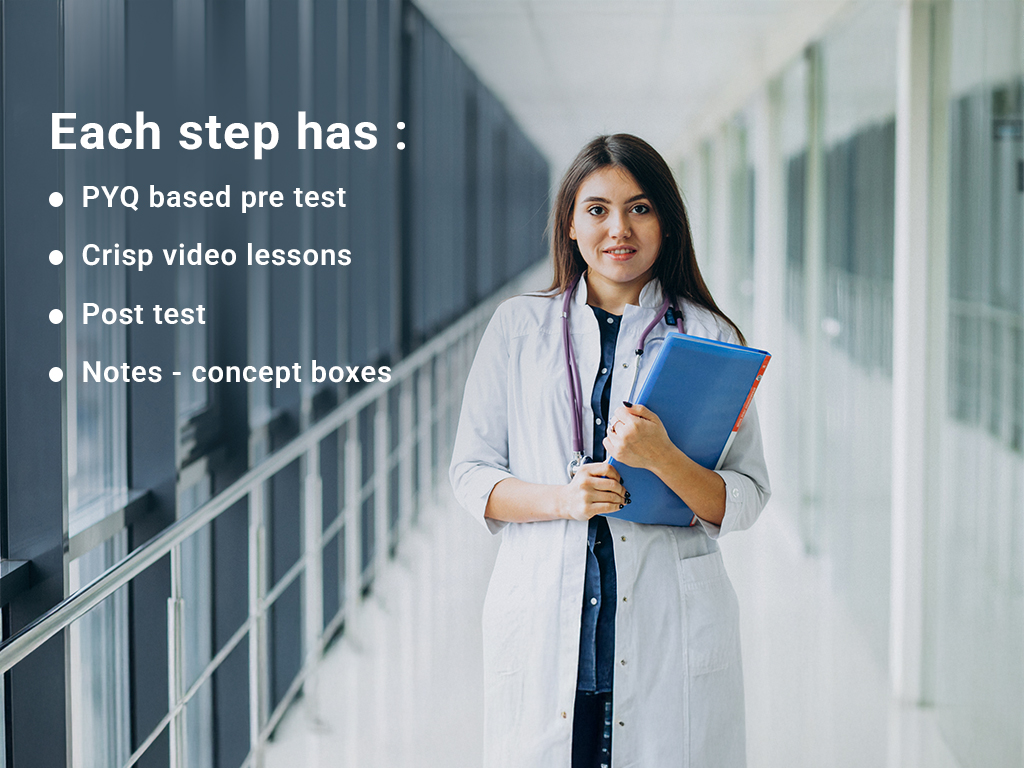 Each step has :
PYQ based pre test
Crisp video lessons
Post test
Notes - concept boxes